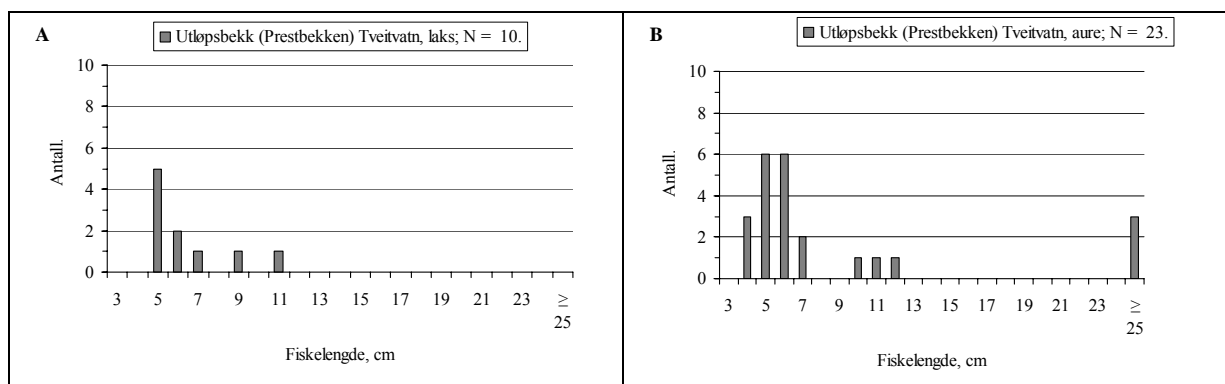 A
Utløpsbekk (Prestbekken) Tveitvatn, laks; N = 10.
10
8
6
4
2
0
Antall.
3 5 7 9 11 13 15 17 19 21 23 ≥
25
Fiskelengde, cm
B
Utløpsbekk (Prestbekken) Tveitvatn, aure; N = 23.
10
8
6
4
2
0
Antall.
3 5 7 9 11 13 15 17 19 21 23 ≥
25
Fiskelengde, cm